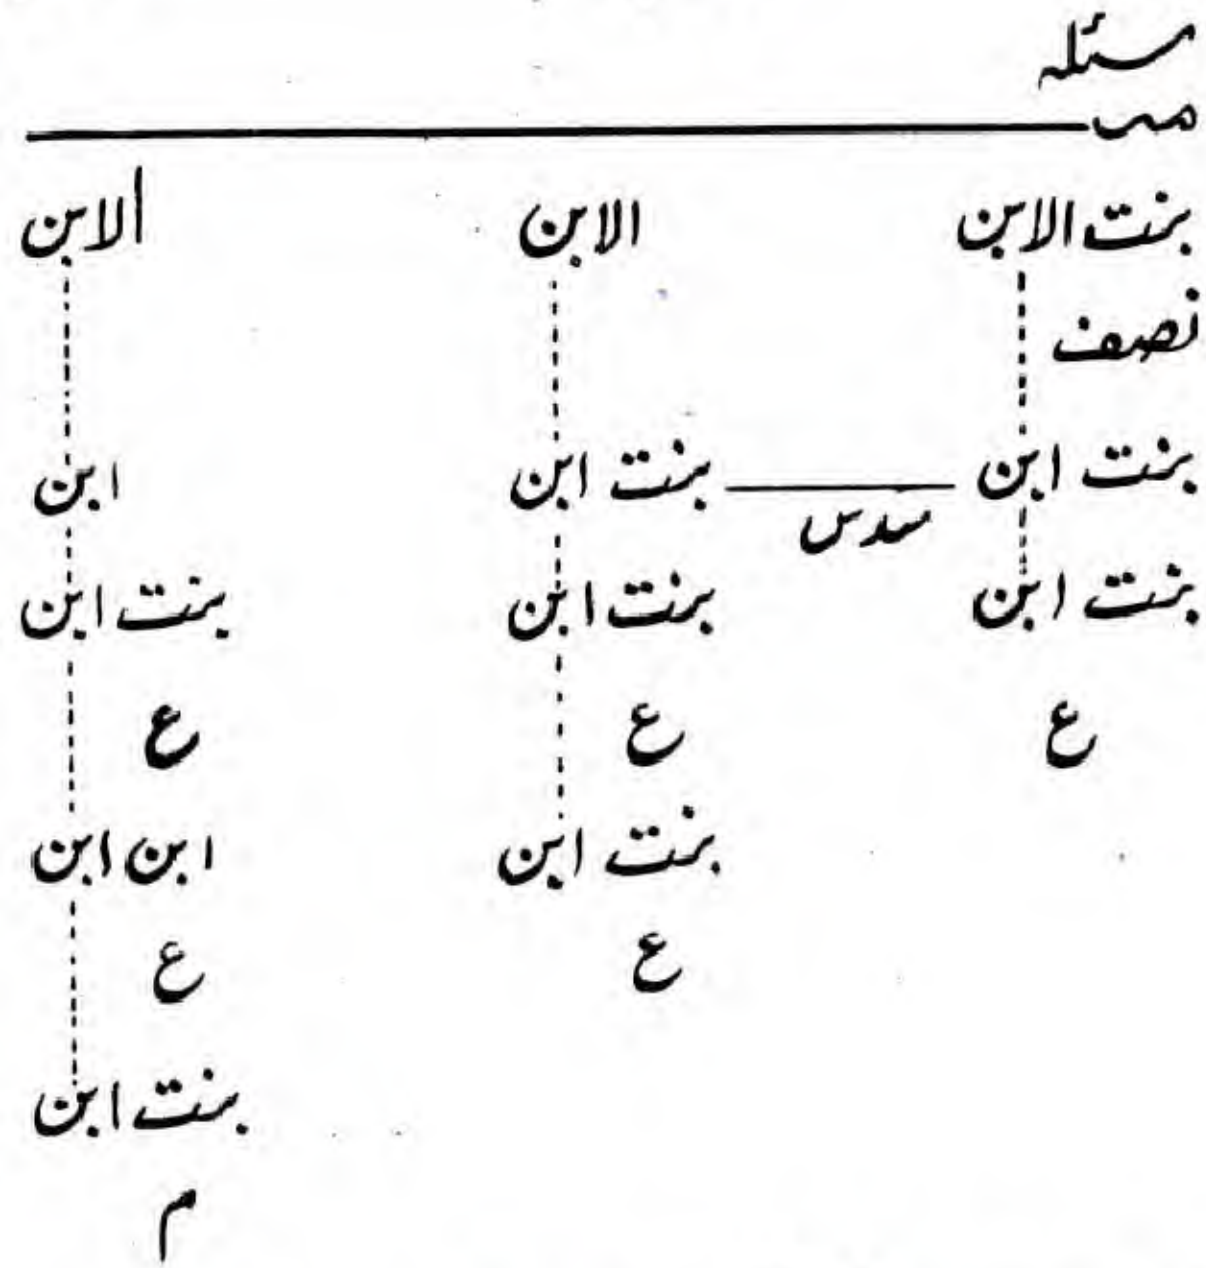 مسئلہ
میـ
بنت الابن الابن الابن
نصف
بنت ابن سدس بنت ابن ابن
بنت ابن بنت ابن بنت ابن
ع ع ع
بنت ابن ابن ابن
ع ع
بنت ابن
م